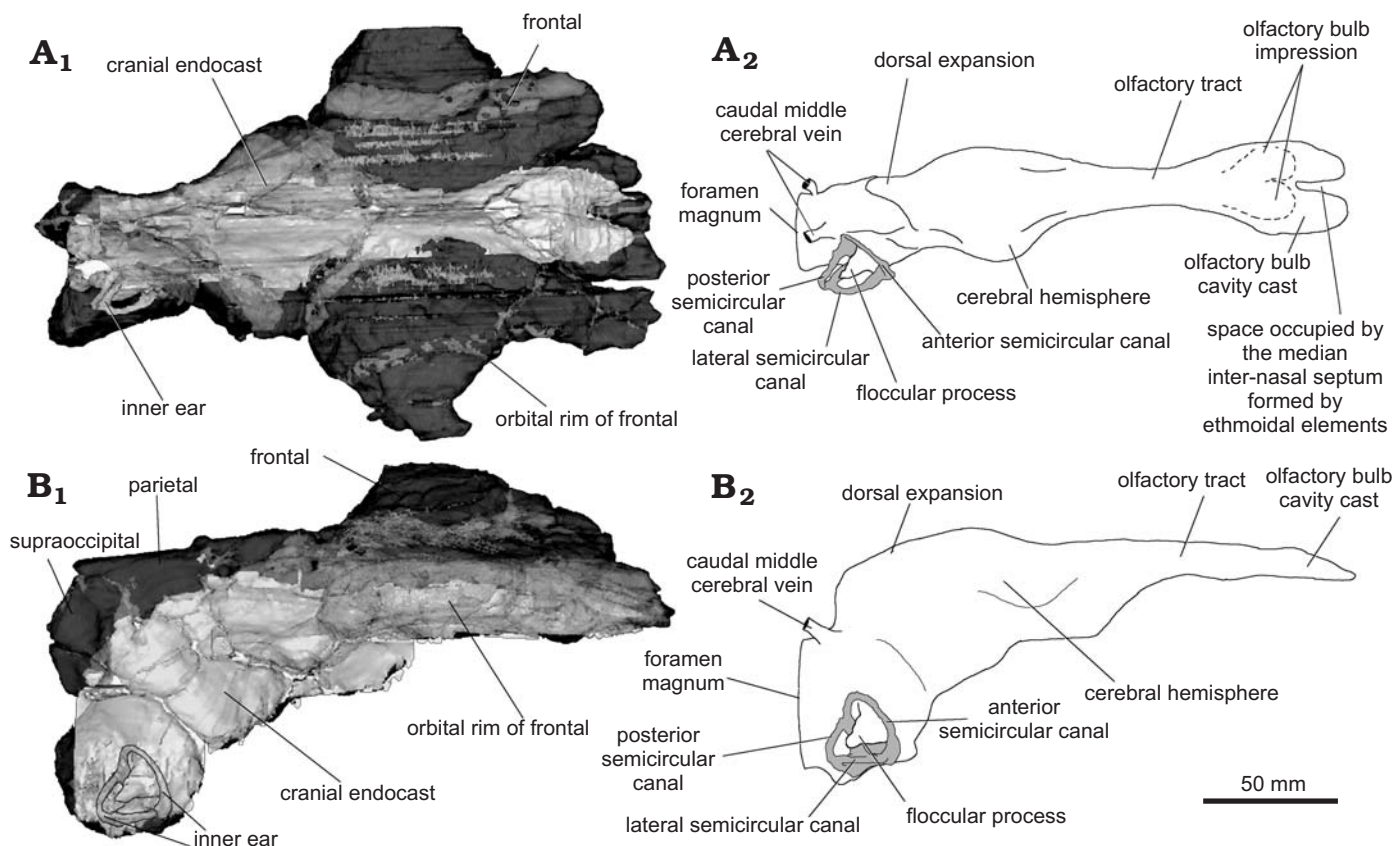 A1
frontal
cranial endocast
inner ear
orbital rim of frontal
A2
dorsal expansion
olfactory bulb
impression
olfactory tract
caudal middle
cerebral vein
foramen
magnum
posterior
semicircular
canal
lateral semicircular
canal
floccular process
anterior semicircular canal
cerebral hemisphere
olfactory bulb
cavity cast
space occupied by
the median
inter-nasal septum
formed by
ethmoidal elements
B1
frontal
parietal
supraoccipital
orbital rim of frontal
cranial endocast
inner ear
B2
dorsal expansion
olfactory tract
olfactory bulb
cavity cast
caudal middle
cerebral vein
foramen
magnum
cerebral hemisphere
anterior
semicircular canal
posterior
semicircular
canal
lateral semicircular canal
floccular process
50 mm